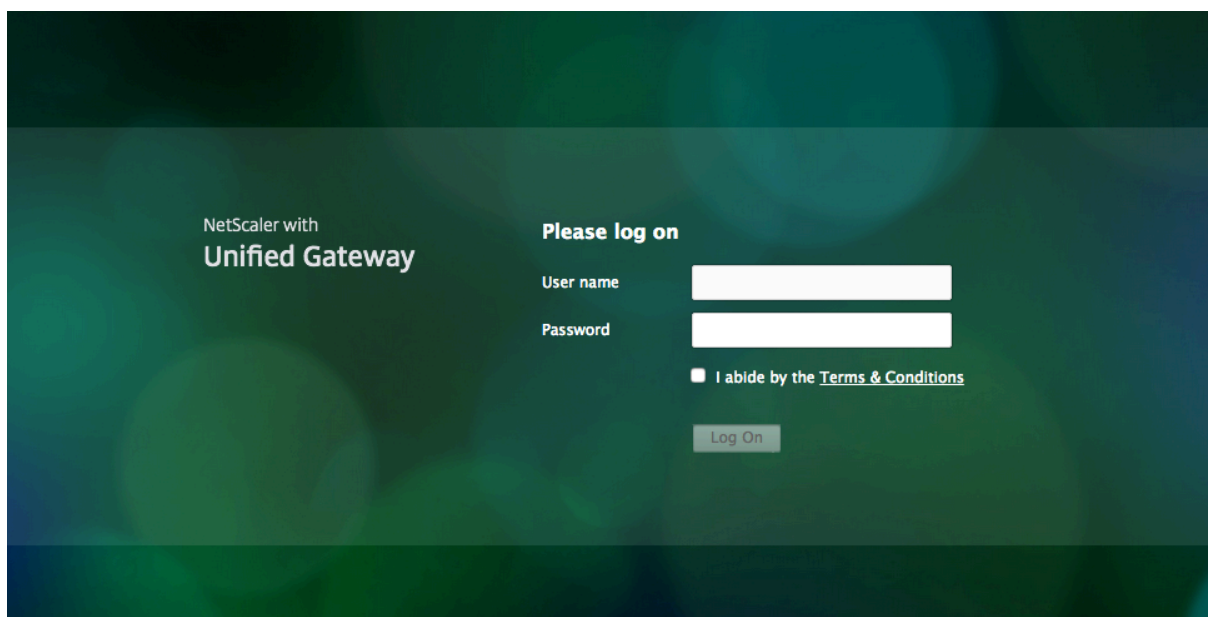 NetScaler with
Unified Gateway
Please log on
User name
Password
I abide by the Terms & Conditions
Log On